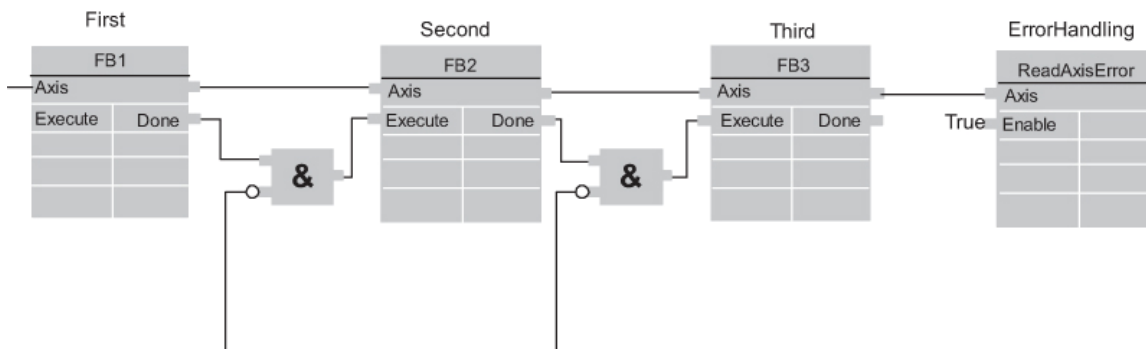 First
Second
Third
ErrorHandling
FB1
FB2
FB3
ReadAxisError
Axis
Axis
Axis
Axis
Execute Done
Execute Done
Execute Done
True Enable
&
&